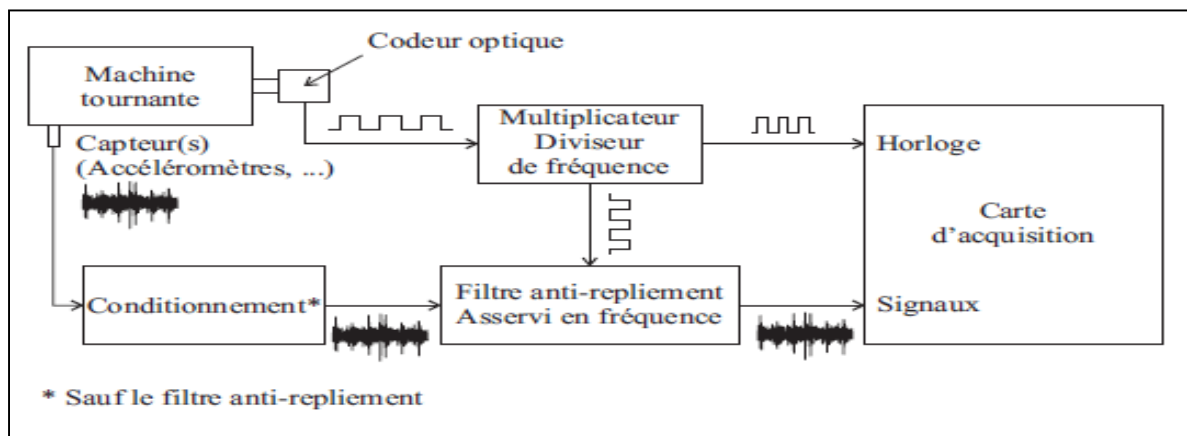 Codeur optique
Machine
tournante
Capteur(s)
(Accéléromètres, ...)
Multiplicateur
Diviseur
de fréquence
Horloge
Carte
d'acquisition
Conditionnement*
Filtre anti-repliement
Asservi en fréquence
Signaux
* Sauf le filtre anti-repliement